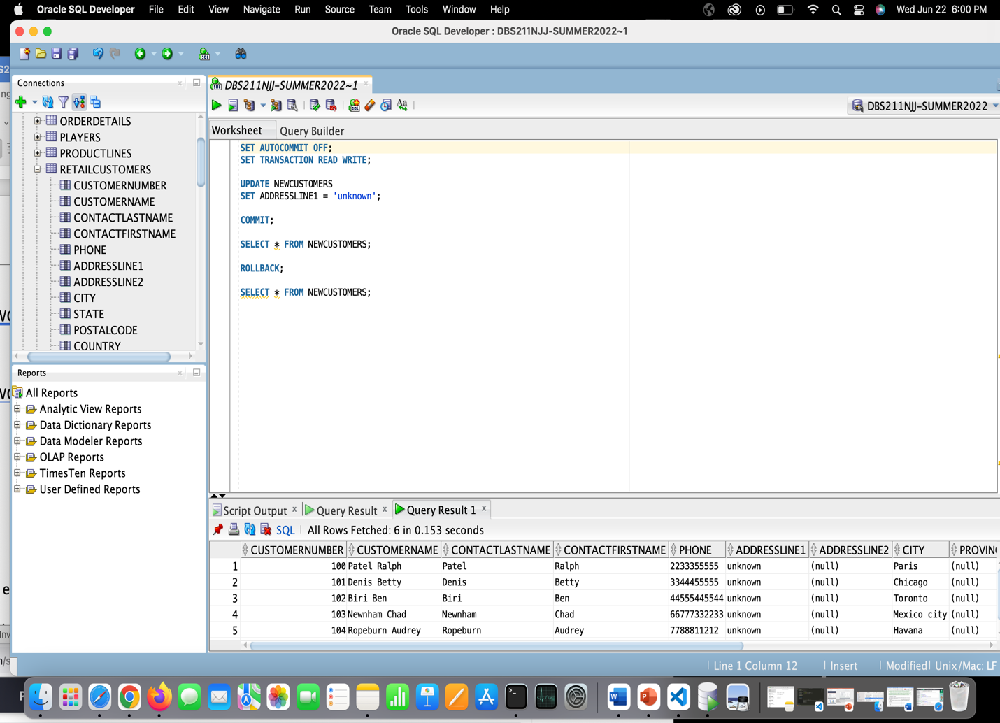 Oracle SQL Developer File Edit View Navigate Run Source Team Tools Window Help Wed Jun 22 6:00 PM
Oracle SQL Developer : DBS211NJJ-SUMMER2022~1
Connections
ORDERDETAILS
PLAYERS
PRODUCTLINES
RETAILCUSTOMERS
CUSTOMERNUMBER
CUSTOMERNAME
CONTACTLASTNAME
CONTACTFIRSTNAME
PHONE
ADDRESSLINE1
ADDRESSLINE2
CITY
STATE
POSTALCODE
COUNTRY
Reports
All Reports
Analytic View Reports
Data Dictionary Reports
Data Modeler Reports
OLAP Reports
TimesTen Reports
User Defined Reports
DBS211NJJ-SUMMER2022~1
DBS211NJJ-SUMMER2022
Worksheet Query Builder
SET AUTOCOMMIT OFF;
SET TRANSACTION READ WRITE;
UPDATE NEWCUSTOMERS
SET ADDRESSLINE1 = 'unknown';
COMMIT;
SELECT * FROM NEWCUSTOMERS;
ROLLBACK;
SELECT * FROM NEWCUSTOMERS;
Script Output x Query Result x Query Result 1 x
SQL All Rows Fetched: 6 in 0.153 seconds
CUSTOMERNUMBER CUSTOMERNAME CONTACTLASTNAME CONTACTFIRSTNAME PHONE ADDRESSLINE1 ADDRESSLINE2 CITY PROVIN
1 100 Patel Ralph Patel Ralph 2233355555 unknown (null) Paris (null)
2 101 Denis Betty Denis Betty 3344455555 unknown (null) Chicago (null)
3 102 Biri Ben Biri Ben 44555445544 unknown (null) Toronto (null)
4 103 Newnham Chad Newnham Chad 66777332233 unknown (null) Mexico city (null)
5 104 Ropeburn Audrey Ropeburn Audrey 7788811212 unknown (null) Havana (null)
Line 1 Column 12 Insert Modified Unix/Mac: LF